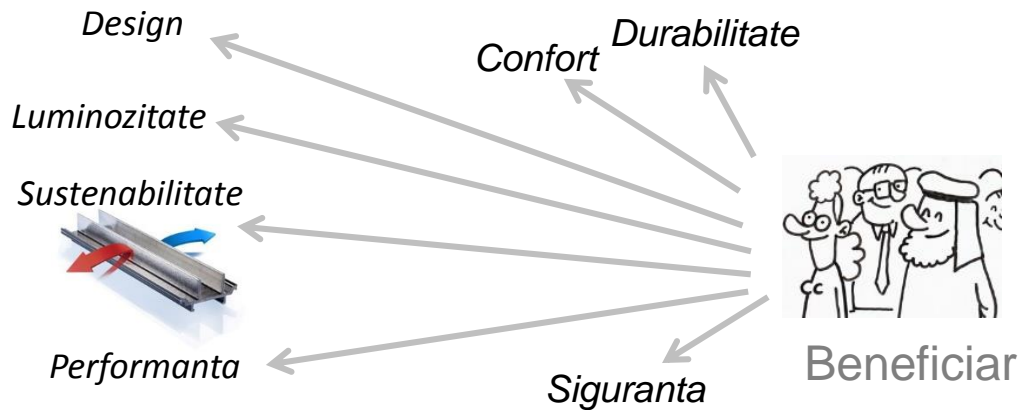 Design
Confort
Durabilitate
Luminozitate
Sustenabilitate
Performanta
Siguranta
Beneficiar